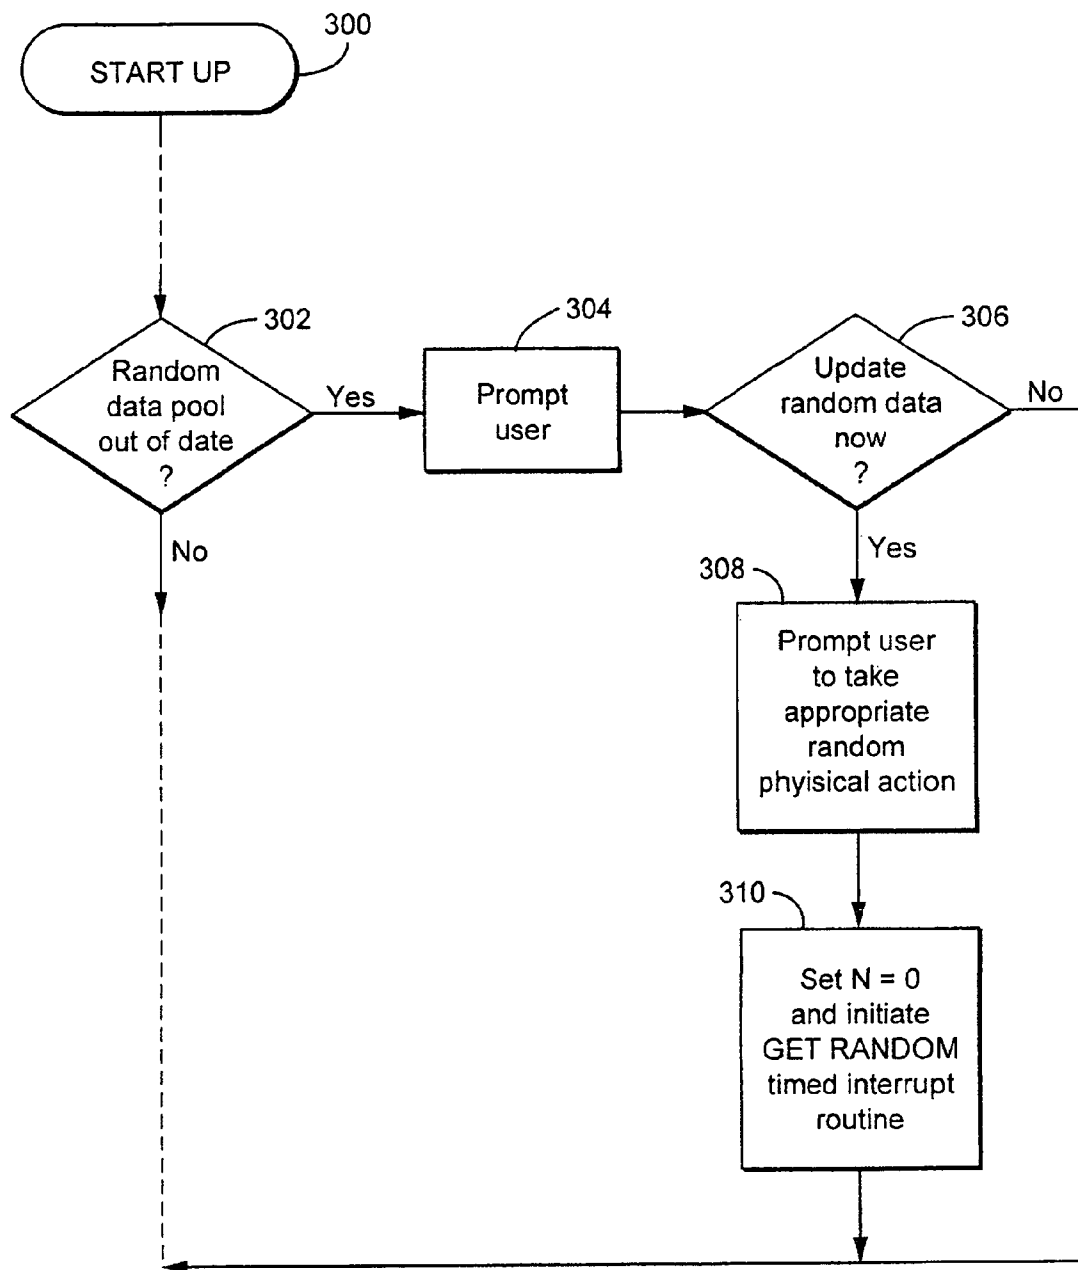 300
START UP
302
Random
data pool
out of date
?
Yes
No
304
Prompt
user
306
Update
random data
now
?
No
Yes
308
Prompt user
to take
appropriate
random
phyisical action
310
Set N = 0
and initiate
GET RANDOM
timed interrupt
routine